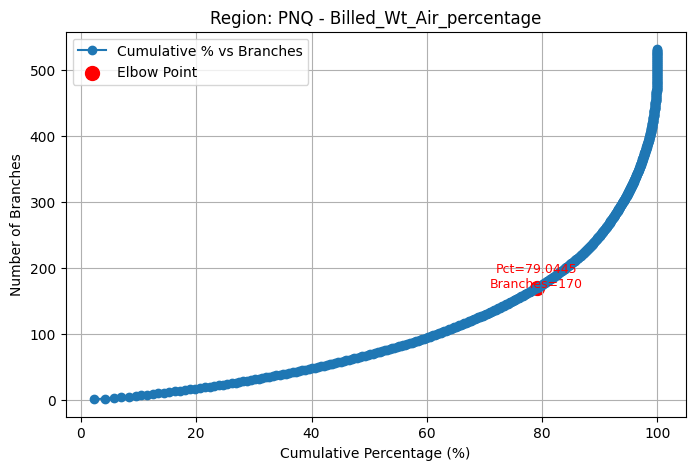 Region: PNQ - Billed_Wt_Air_percentage
Cumulative % vs Branches
Elbow Point
Number of Branches
500
400
300
200
100
0
Pct=79.0445
Branches=170
0 20 40 60 80 100
Cumulative Percentage (%)